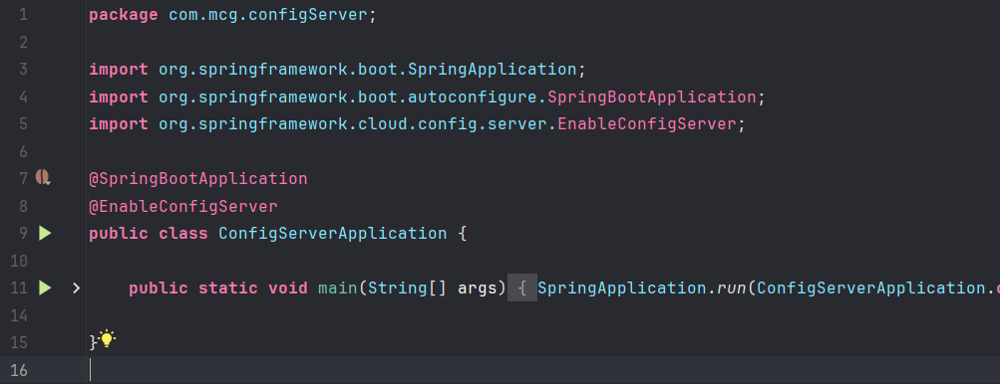 1 package com.mcg.configServer;
2
3 import org.springframework.boot.SpringApplication;
4 import org.springframework.boot.autoconfigure.SpringBootApplication;
5 import org.springframework.cloud.config.server.EnableConfigServer;
6
7 @SpringBootApplication
8 @EnableConfigServer
9 public class ConfigServerApplication {
10
11 public static void main(String[] args) { SpringApplication.run(ConfigServerApplication.
14
15 }
16